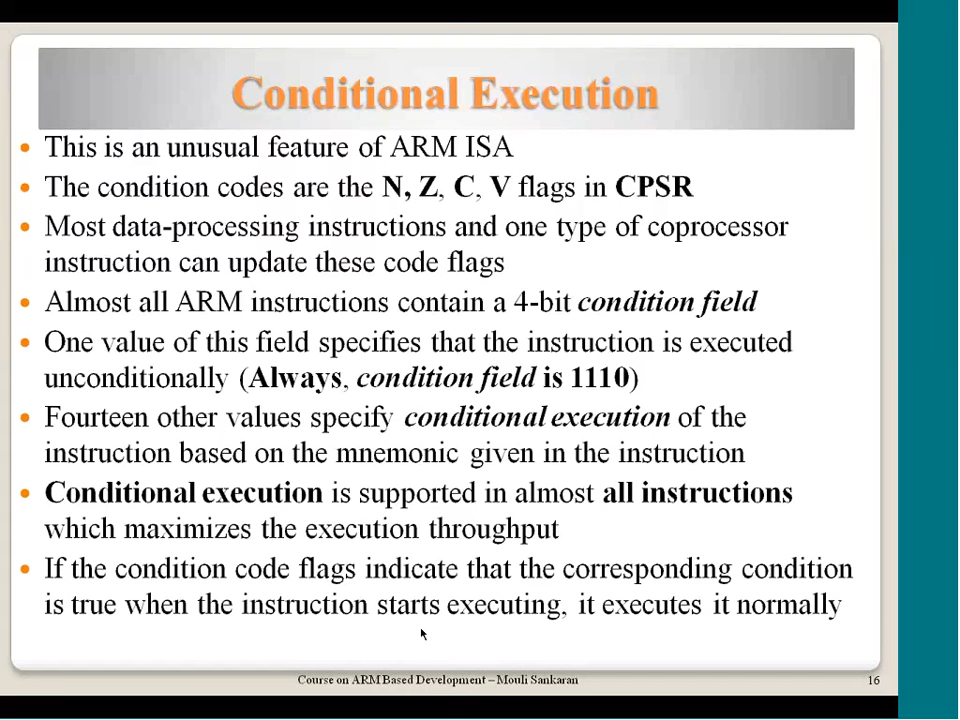 Conditional Execution
• This is an unusual feature of ARM ISA
• The condition codes are the N, Z, C, V flags in CPSR
• Most data-processing instructions and one type of coprocessor
instruction can update these code flags
• Almost all ARM instructions contain a 4-bit condition field
• One value of this field specifies that the instruction is executed
unconditionally (Always, condition field is 1110)
• Fourteen other values specify conditional execution of the
instruction based on the mnemonic given in the instruction
• Conditional execution is supported in almost all instructions
which maximizes the execution throughput
• If the condition code flags indicate that the corresponding condition
is true when the instruction starts executing, it executes it normally
Course on ARM Based Development – Mouli Sankaran
16